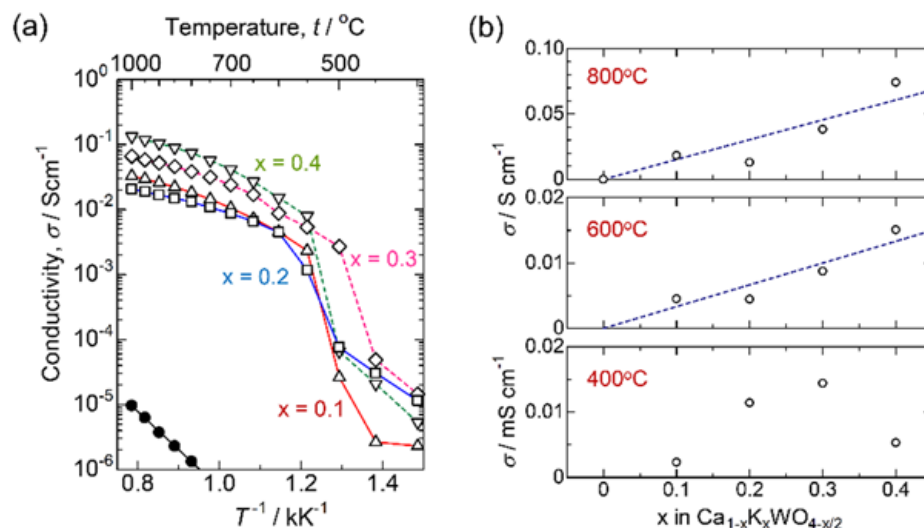 (a)
Temperature, t / °C
1000 700 500
10⁰
10⁻¹
10⁻²
10⁻³
10⁻⁴
10⁻⁵
10⁻⁶
Conductivity, σ / Scm⁻¹
x = 0.4
x = 0.3
x = 0.2
x = 0.1
0.8 1.0 1.2 1.4
T⁻¹ / kK⁻¹
(b)
0.10
0.05
0
800°C
σ / S cm⁻¹
0.02
0.01
0
600°C
0.02
0.01
0
400°C
σ / mS cm⁻¹
0 0.1 0.2 0.3 0.4
x in Ca₁₋ₓKₓWO₄₋ₓ/₂